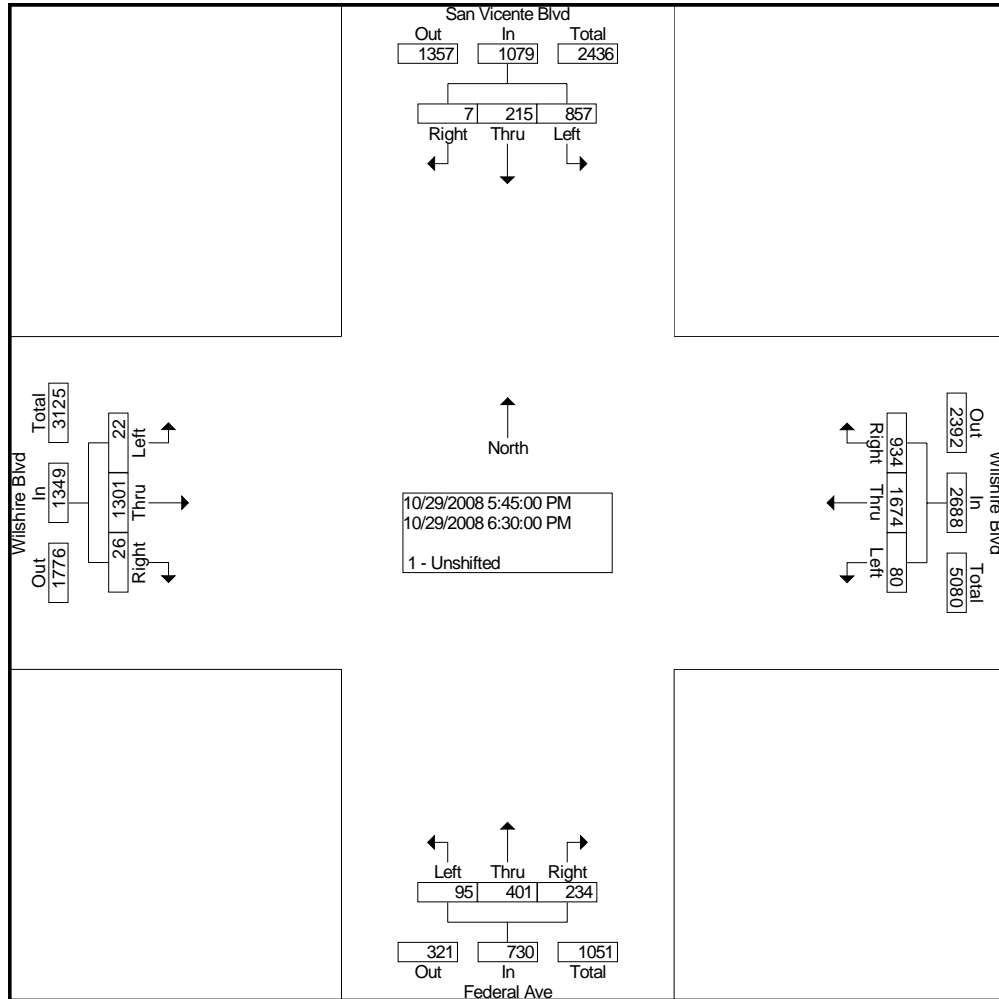 San Vicente Blvd
Out In Total
1357 1079 2436
7 215 857
Right Thru Left
Wilshire Blvd
Total In Out
3125 1349 1776
22 1301 26
Left Thru Right
North
10/29/2008 5:45:00 PM
10/29/2008 6:30:00 PM
1 - Unshifted
Wilshire Blvd
Out In Total
2392 2688 5080
934 1674 80
Right Thru Left
Left Thru Right
95 401 234
321 730 1051
Out In Total
Federal Ave